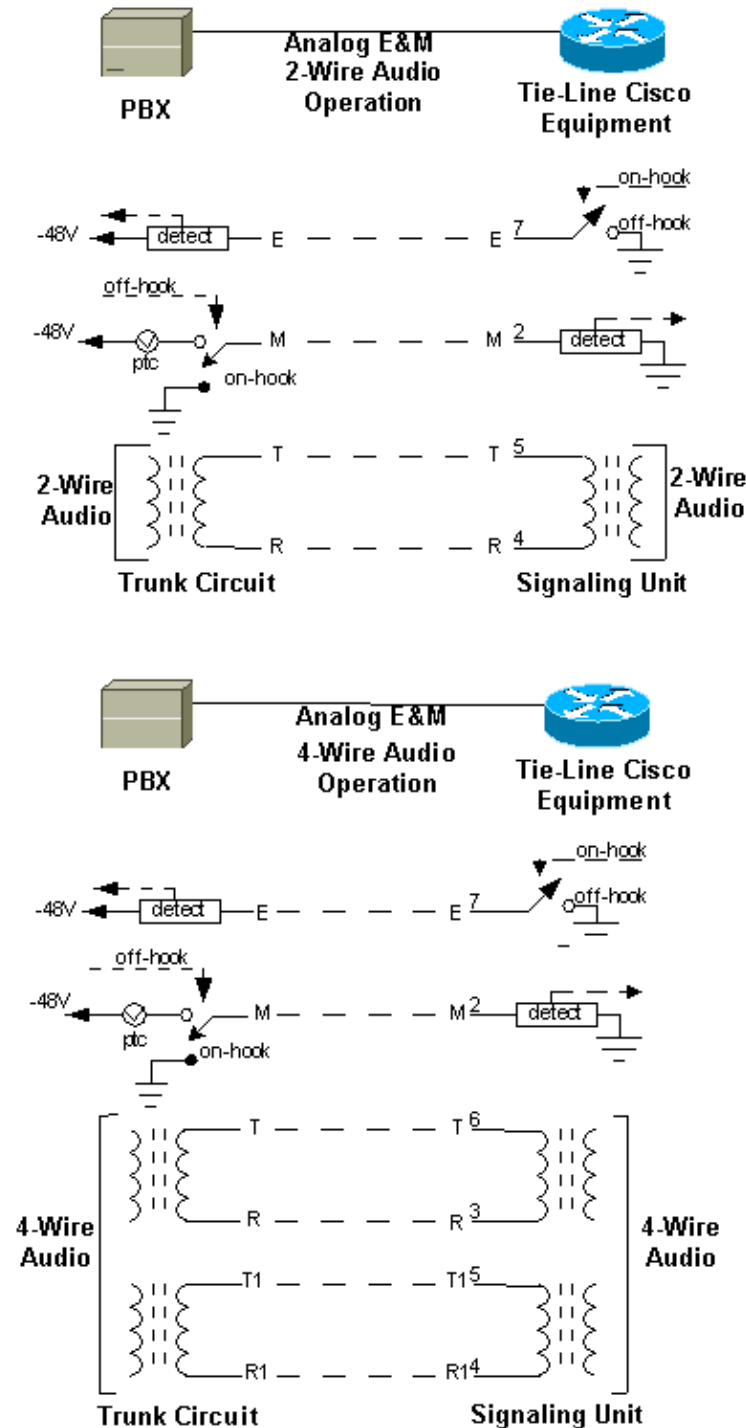 Analog E&M
2-Wire Audio
Operation
PBX
Tie-Line Cisco
Equipment
on-hook
-48V
detect
E
E
7
off-hook
off-hook
-48V
ptc
M
M
2
detect
on-hook
T
T
5
2-Wire
Audio
2-Wire
Audio
R
R
4
Trunk Circuit
Signaling Unit
Analog E&M
4-Wire Audio
Operation
PBX
Tie-Line Cisco
Equipment
on-hook
-48V
detect
E
E
7
off-hook
off-hook
-48V
ptc
M
M
2
detect
on-hook
T
T
6
R
R
3
4-Wire
Audio
4-Wire
Audio
T1
T1
5
R1
R1
4
Trunk Circuit
Signaling Unit